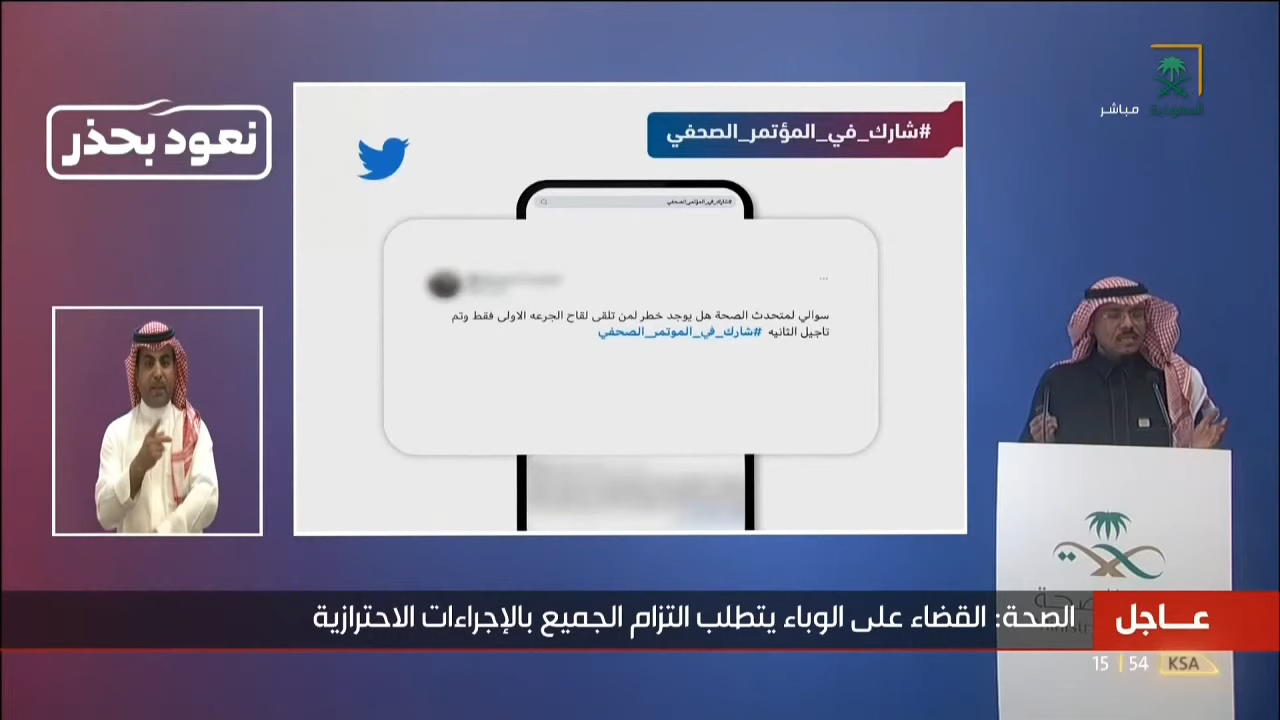 السعودية
مباشر
نعود بحذر
#شارك_في_المؤتمر_الصحفي
#شارك_في_المؤتمر_الصحفي
...
سوالي لمتحدث الصحة هل يوجد خطر لمن تلقى لقاح الجرعه الاولى فقط وتم
تاجيل الثانيه #شارك_في_الموتمر_الصحفي
عاجل
الصحة: القضاء على الوباء يتطلب التزام الجميع بالإجراءات الاحترازية
15 54 KSA